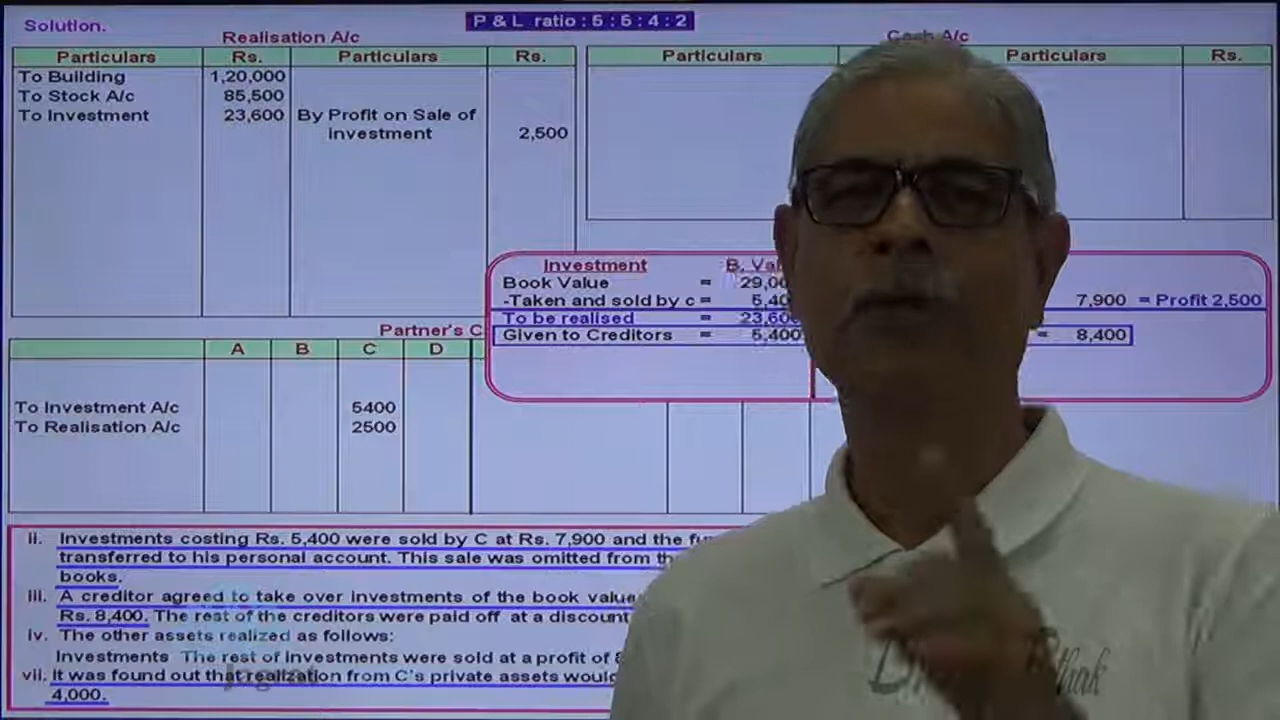 Solution.
P & L ratio : 5 : 5 : 4 : 2
Realisation A/c
Cash A/c
Particulars Rs. Particulars Rs.
Particulars Particulars Rs.
To Building 1,20,000
To Stock A/c 85,500
To Investment 23,600 By Profit on Sale of
investment 2,500
Investment
Book Value =
-Taken and sold by c = 7,900 = Profit 2,500
To be realised = 23,600
Given to Creditors = 5,400 = 8,400
Partner's
A B C D
To Investment A/c 5400
To Realisation A/c 2500
ii. Investments costing Rs. 5,400 were sold by C at Rs. 7,900 and the
transferred to his personal account. This sale was omitted from
books.
iii. A creditor agreed to take over investments of the book value
Rs. 8,400. The rest of the creditors were paid off at a discount
iv. The other assets realized as follows:
Investments The rest of investments were sold at a profit of
vii. It was found out that realization from C's private assets
4,000.